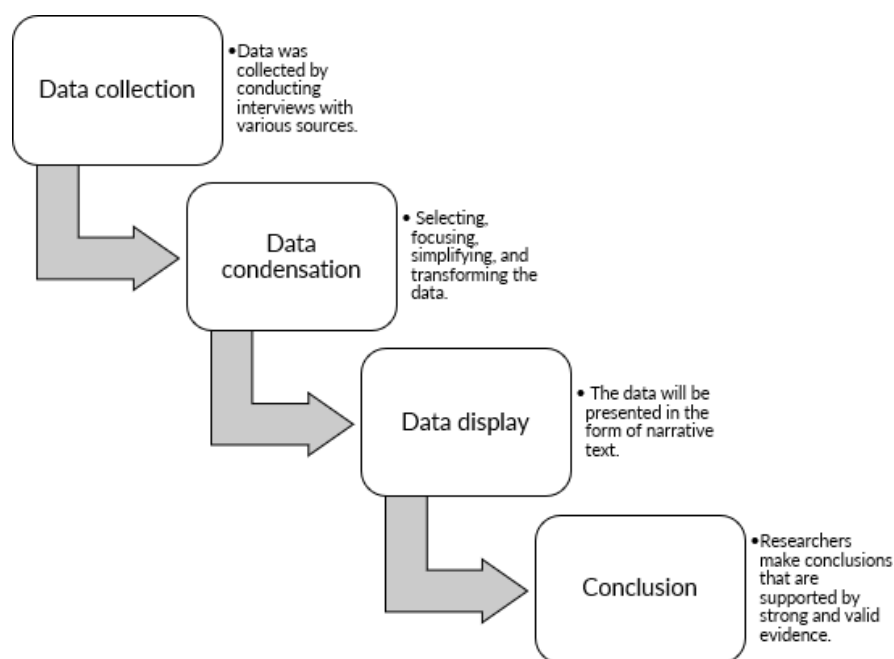 Data collection
•Data was
collected by
conducting
interviews with
various sources.
Data
condensation
• Selecting,
focusing,
simplifying, and
transforming the
data.
Data display
• The data will be
presented in the
form of narrative
text.
Conclusion
•Researchers
make conclusions
that are
supported by
strong and valid
evidence.